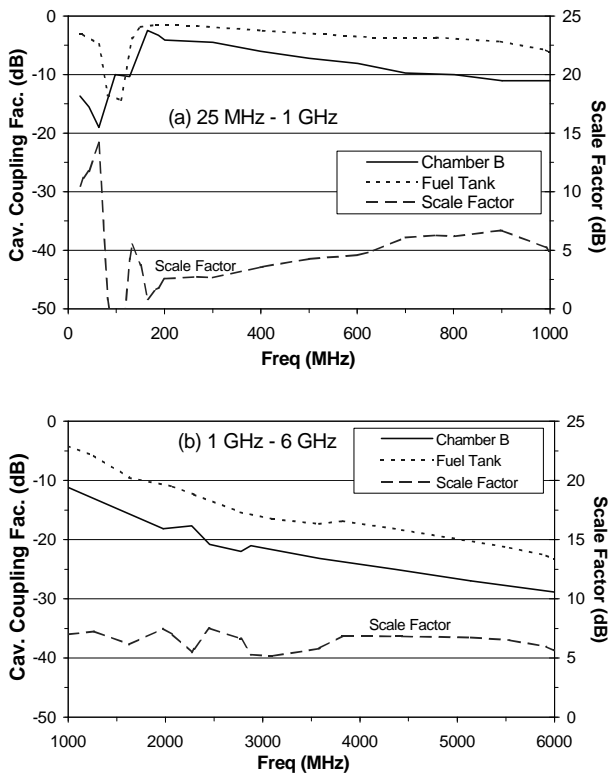 0
-10
-20
-30
-40
-50
Cav. Coupling Fac. (dB)
25
20
15
10
5
0
Scale Factor (dB)
(a) 25 MHz - 1 GHz
Chamber B
Fuel Tank
Scale Factor
Scale Factor
0 200 400 600 800 1000
Freq (MHz)
0
-10
-20
-30
-40
-50
Cav. Coupling Fac. (dB)
25
20
15
10
5
0
Scale Factor (dB)
(b) 1 GHz - 6 GHz
Chamber B
Fuel Tank
Scale Factor
Scale Factor
1000 2000 3000 4000 5000 6000
Freq (MHz)